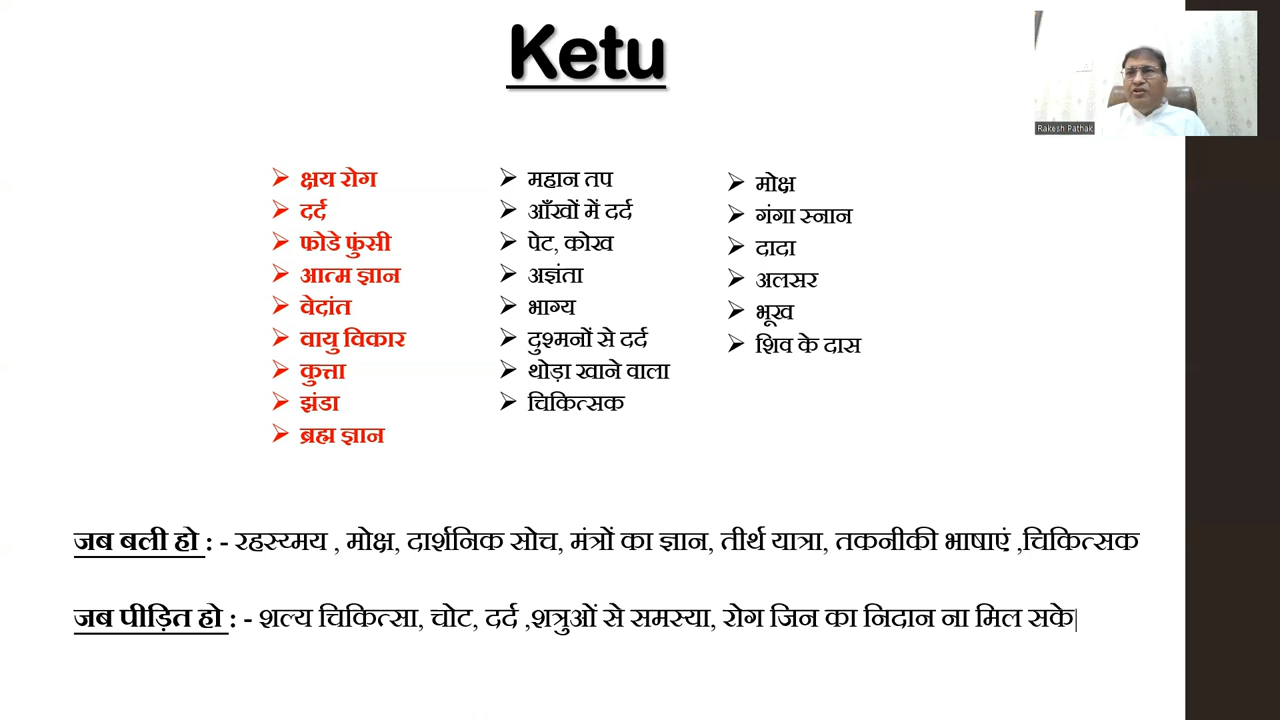 Ketu
Rakesh Pathak
क्षय रोग
दर्द
फोडे फुंसी
आत्म ज्ञान
वेदांत
वायु विकार
कुत्ता
झंडा
ब्रह्म ज्ञान
महान तप
आँखों में दर्द
पेट, कोख
अज्ञंता
भाग्य
दुश्मनों से दर्द
थोड़ा खाने वाला
चिकित्सक
मोक्ष
गंगा स्नान
दादा
अलसर
भूख
शिव के दास
जब बली हो : - रहस्यमय , मोक्ष, दार्शनिक सोच, मंत्रों का ज्ञान, तीर्थ यात्रा, तकनीकी भाषाएं ,चिकित्सक
जब पीड़ित हो : - शल्य चिकित्सा, चोट, दर्द ,शत्रुओं से समस्या, रोग जिन का निदान ना मिल सके